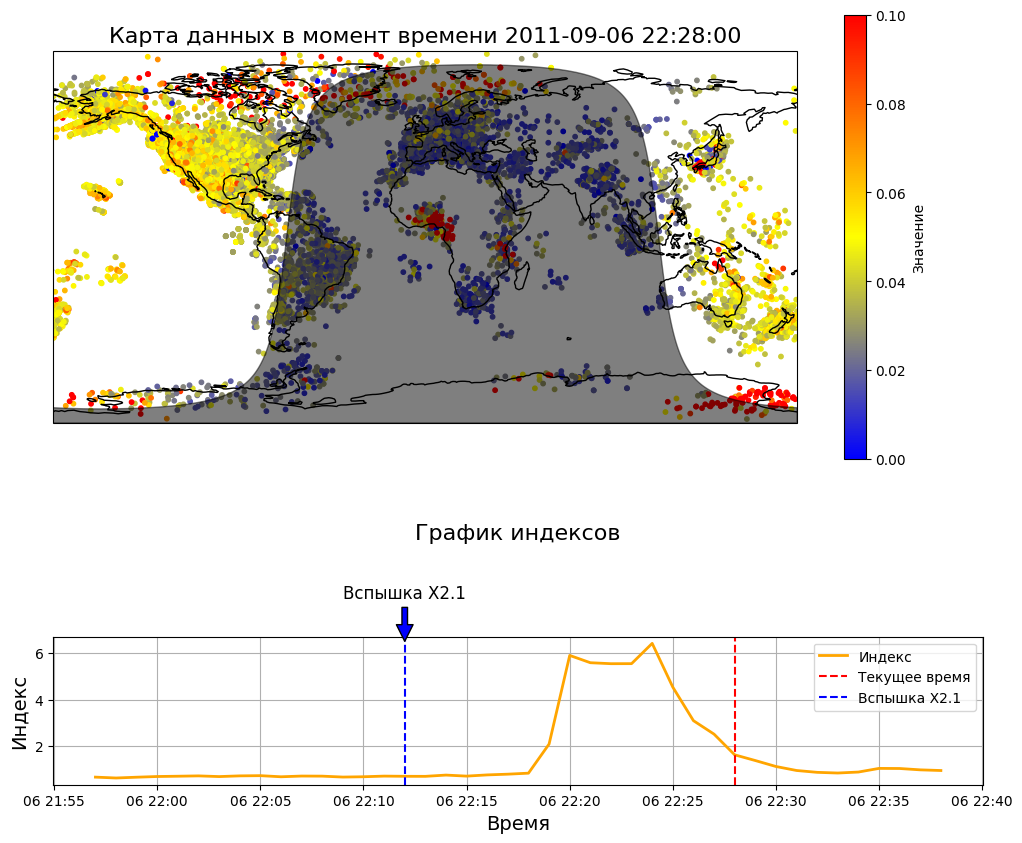 Карта данных в момент времени 2011-09-06 22:28:00
0.10
0.08
0.06
0.04
0.02
0.00
Значение
График индексов
Вспышка X2.1
6
4
2
Индекс
Индекс
Текущее время
Вспышка X2.1
06 21:55
06 22:00
06 22:05
06 22:10
06 22:15
06 22:20
06 22:25
06 22:30
06 22:35
06 22:40
Время